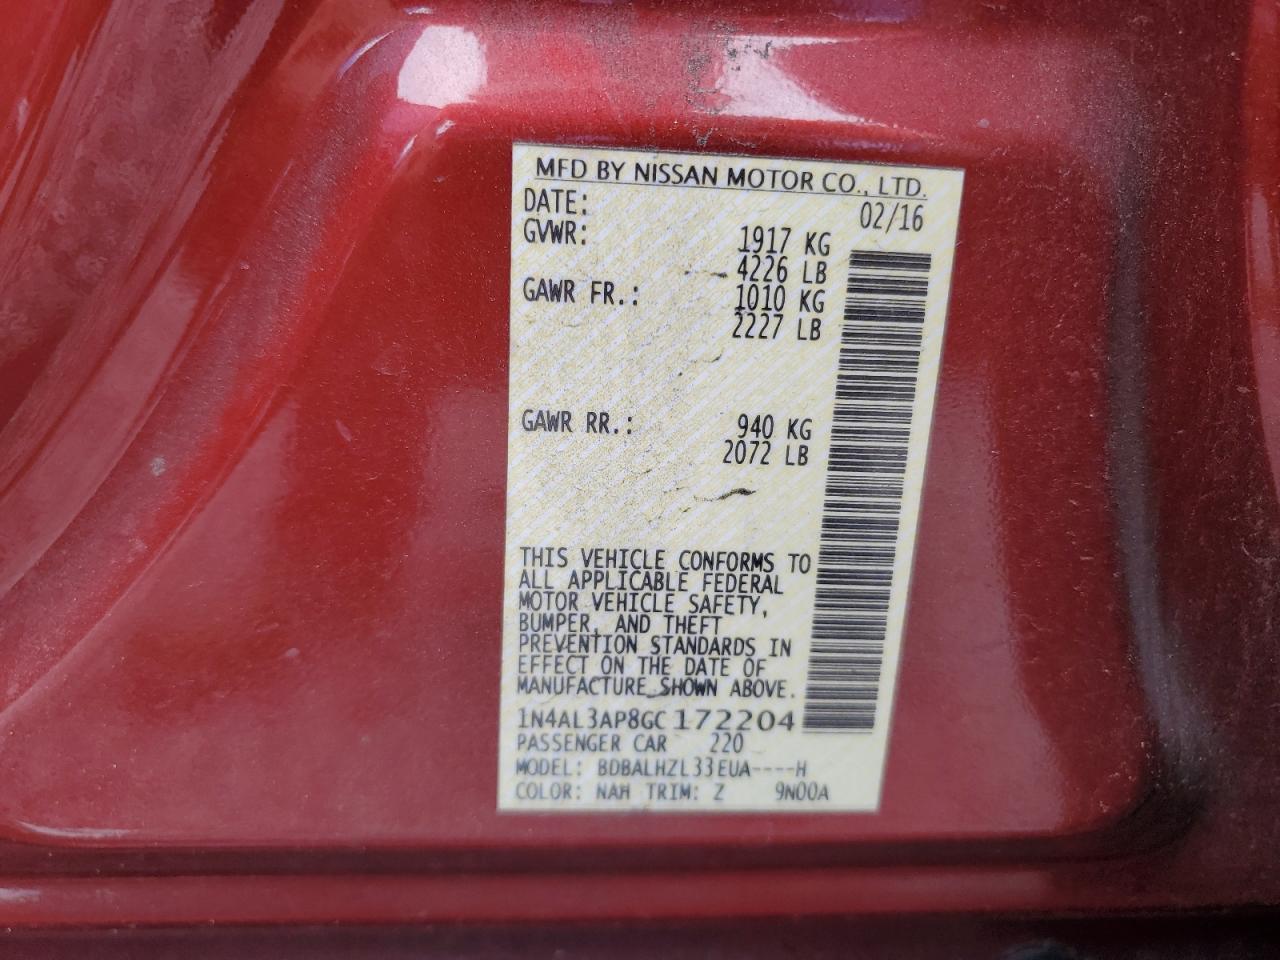 MFD BY NISSAN MOTOR CO., LTD.
DATE: 02/16
GVWR: 1917 KG
4226 LB
GAWR FR.: 1010 KG
2227 LB
GAWR RR.: 940 KG
2072 LB
THIS VEHICLE CONFORMS TO
ALL APPLICABLE FEDERAL
MOTOR VEHICLE SAFETY,
BUMPER, AND THEFT
PREVENTION STANDARDS IN
EFFECT ON THE DATE OF
MANUFACTURE SHOWN ABOVE.
1N4AL3AP8GC172204
PASSENGER CAR 220
MODEL: BDBALHZL33EUA----H
COLOR: NAH TRIM: Z 9N00A